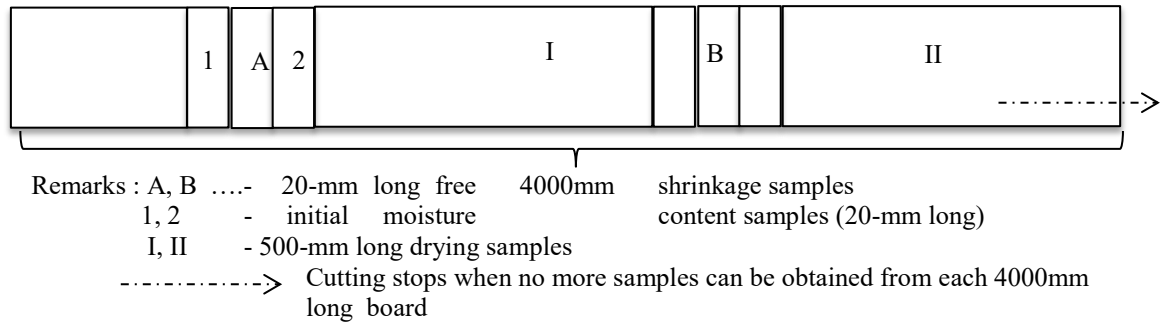 1 A 2 I B II
Remarks : A, B ….- 20-mm long free 4000mm shrinkage samples
1, 2 - initial moisture content samples (20-mm long)
I, II - 500-mm long drying samples
Cutting stops when no more samples can be obtained from each 4000mm
long board